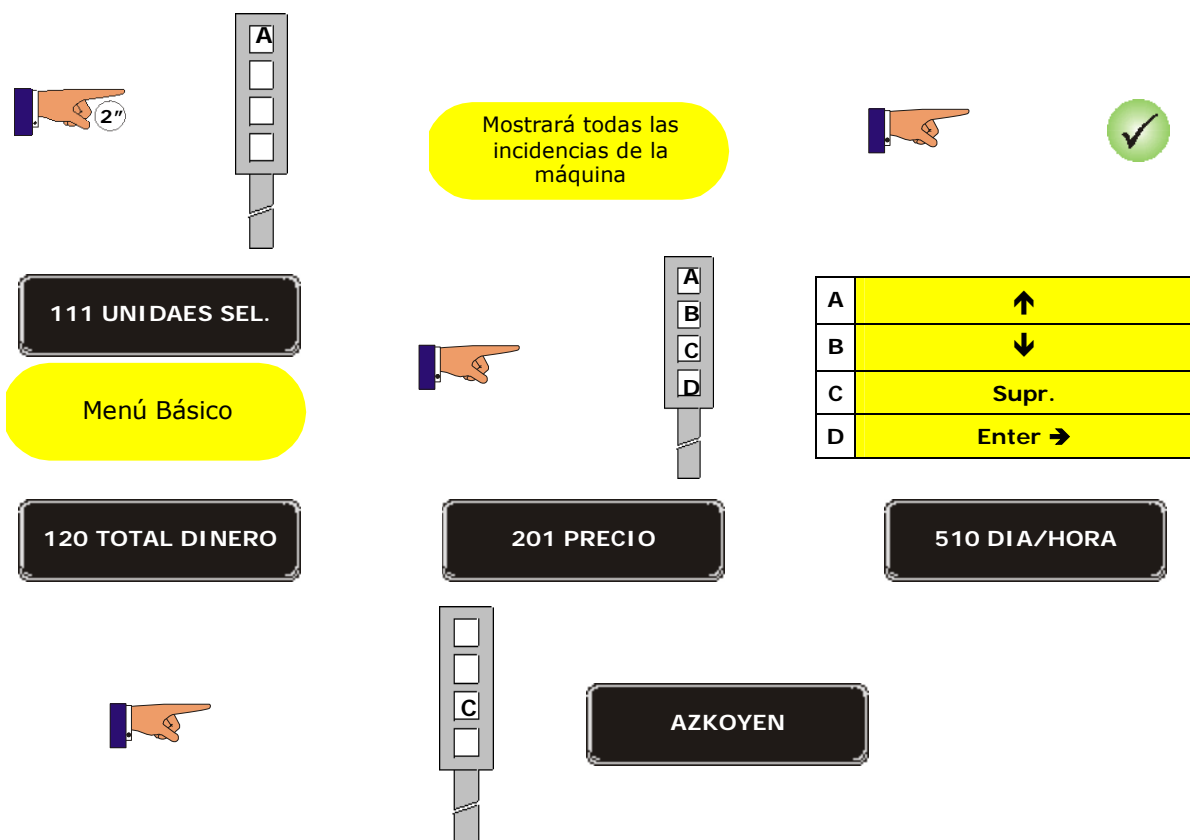 A
2"
Mostrará todas las
incidencias de la
máquina
111 UNIDAES SEL.
Menú Básico
A
B
C
D
A ↑
B ↓
C Supr.
D Enter →
120 TOTAL DINERO
201 PRECIO
510 DIA/HORA
C
AZKOYEN